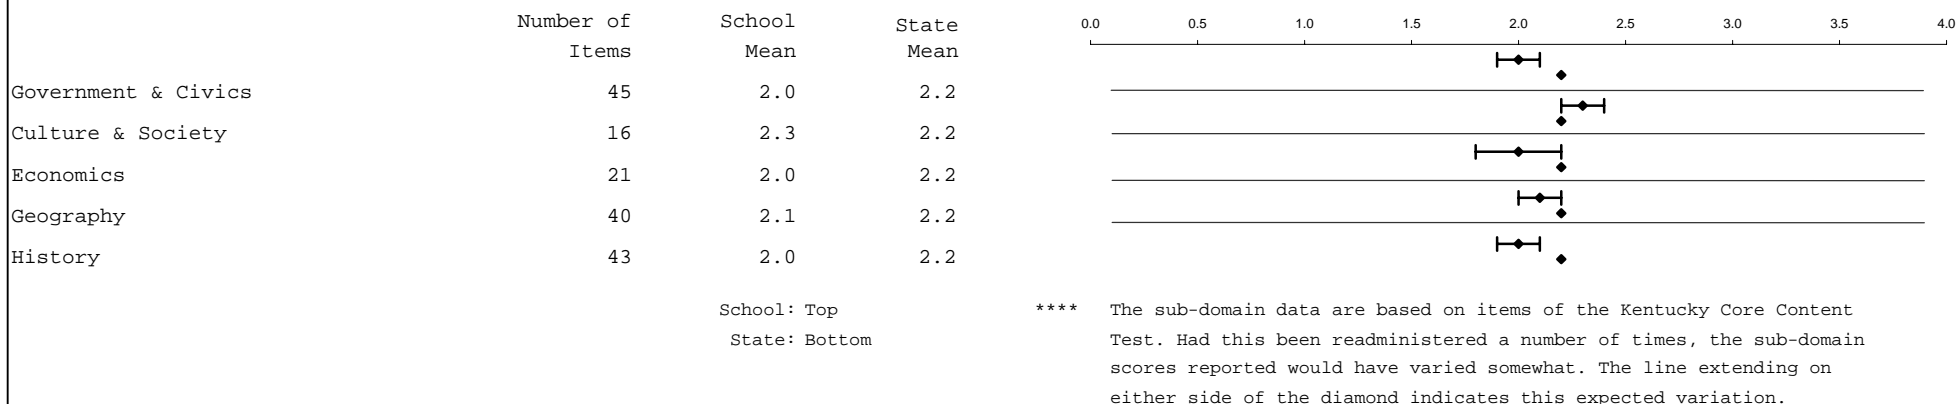 Number of School State 0.0 0.5 1.0 1.5 2.0 2.5 3.0 3.5 4.0
Items Mean Mean
Government & Civics 45 2.0 2.2
Culture & Society 16 2.3 2.2
Economics 21 2.0 2.2
Geography 40 2.1 2.2
History 43 2.0 2.2
School: Top **** The sub-domain data are based on items of the Kentucky Core Content
State: Bottom Test. Had this been readministered a number of times, the sub-domain
scores reported would have varied somewhat. The line extending on
either side of the diamond indicates this expected variation.